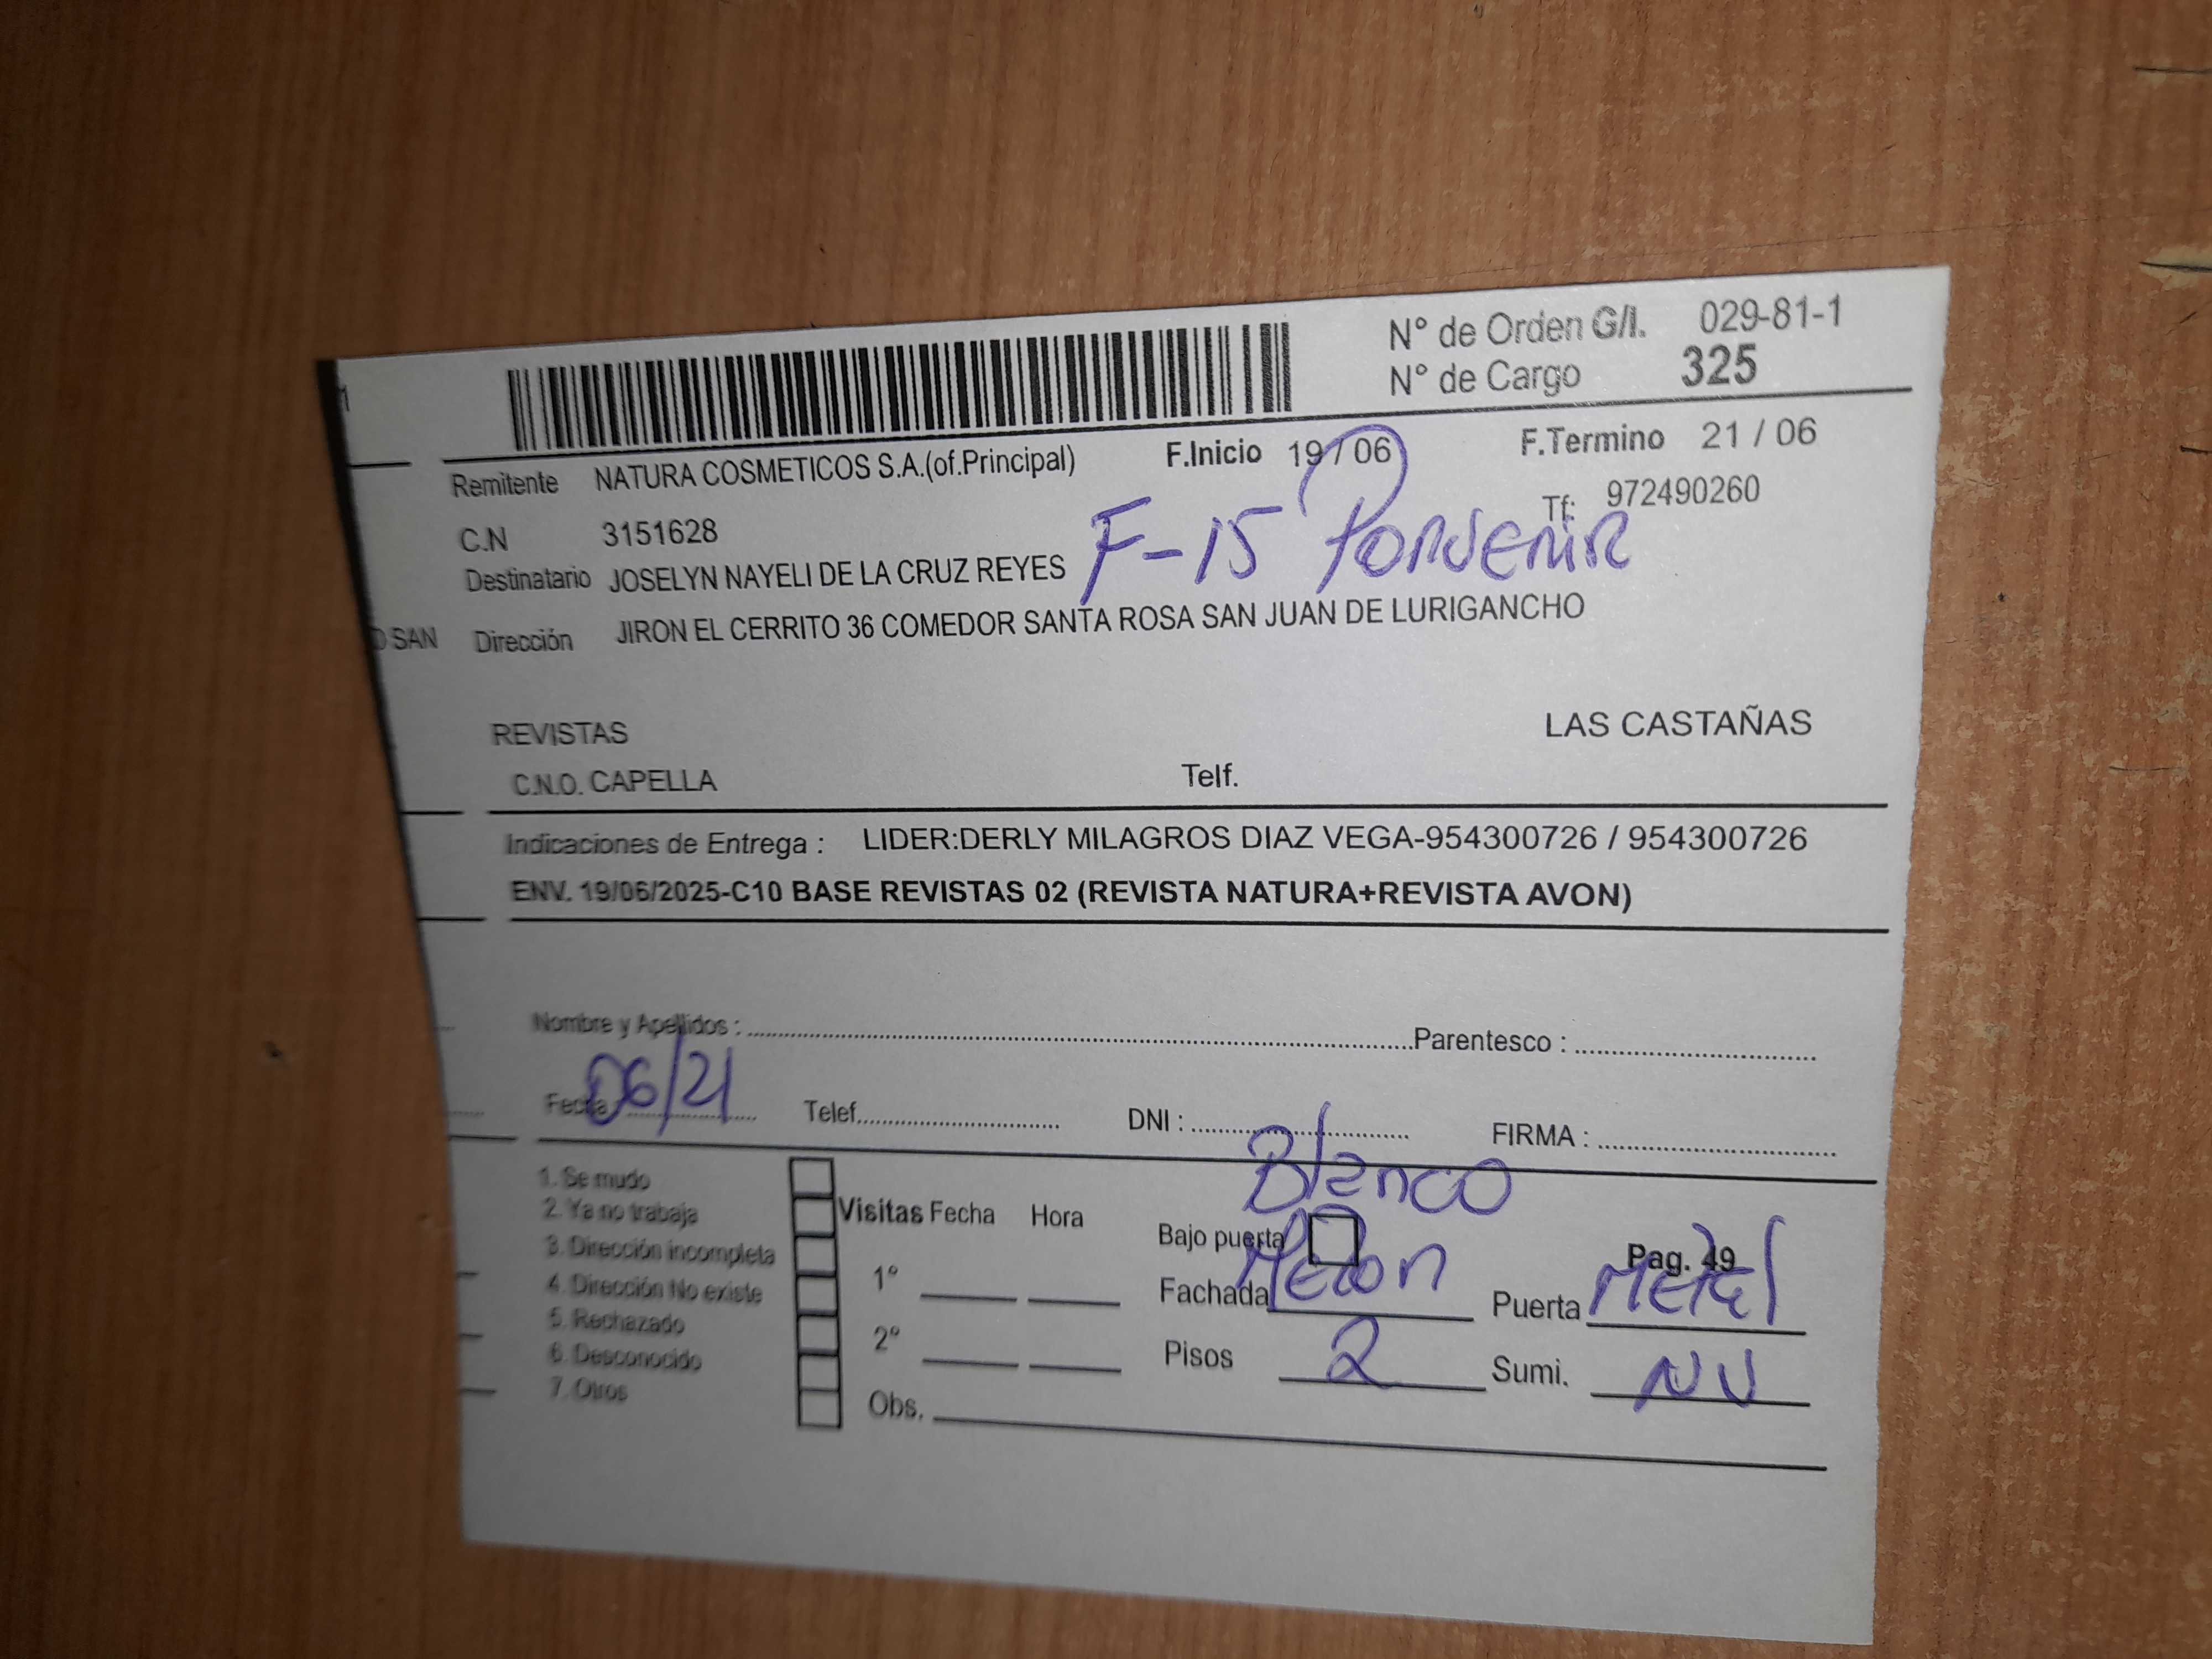 N° de Orden G/I. 029-81-1
N° de Cargo 325
Remitente NATURA COSMETICOS S.A.(of.Principal) F.Inicio 19 / 06 F.Termino 21 / 06
C.N 3151628 Tf: 972490260
Destinatario JOSELYN NAYELI DE LA CRUZ REYES F-15 Porvenir
D SAN Dirección JIRON EL CERRITO 36 COMEDOR SANTA ROSA SAN JUAN DE LURIGANCHO
REVISTAS LAS CASTAÑAS
C.N.O. CAPELLA Telf.
Indicaciones de Entrega : LIDER:DERLY MILAGROS DIAZ VEGA-954300726 / 954300726
ENV. 19/06/2025-C10 BASE REVISTAS 02 (REVISTA NATURA+REVISTA AVON)
Nombre y Apellidos : Parentesco :
Fecha 06/21 Telef. DNI : FIRMA :
Blanco
1. Se mudo
2. Ya no trabaja Visitas Fecha Hora Bajo puerta Pag. 49
3. Dirección incompleta
4. Dirección No existe 1° Fachada Melon Puerta Metal
5. Rechazado
6. Desconocido 2° Pisos 2 Sumi. NV
7. Otros Obs.